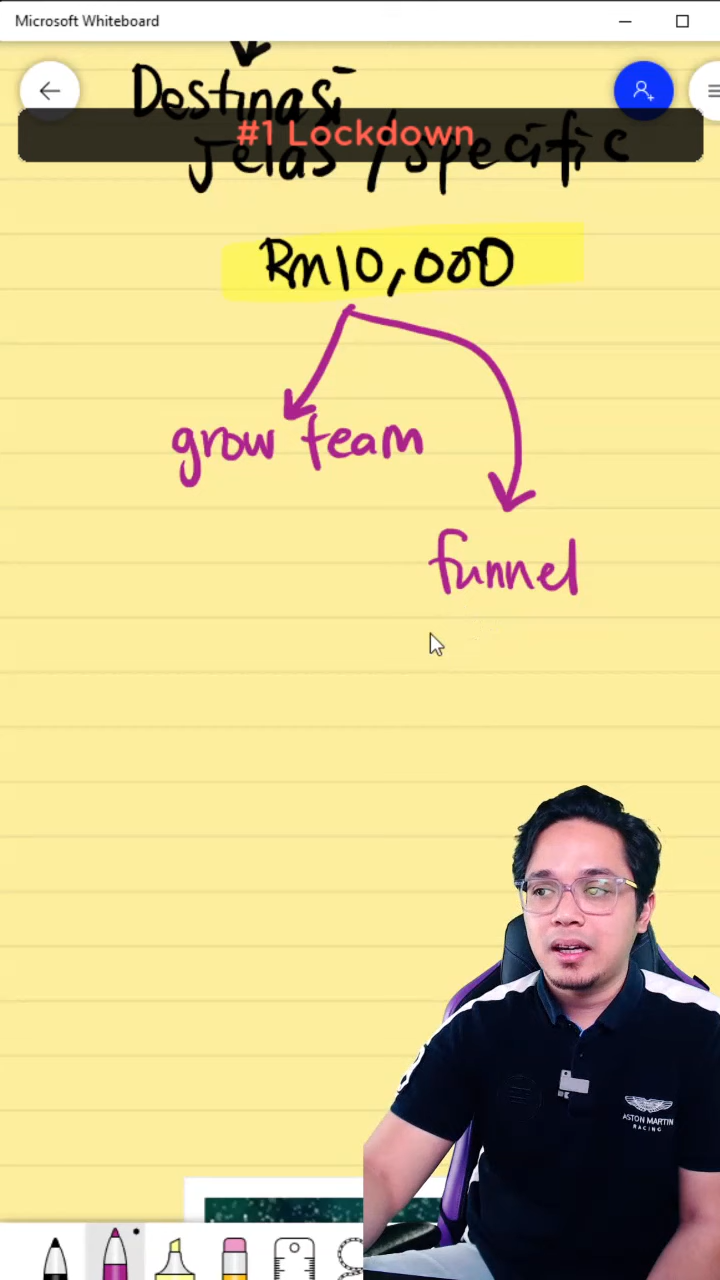 Microsoft Whiteboard
Destinasi
#1 Lockdown
Jelas / specific
Rm10,000
grow team
funnel
ASTON MARTIN
RACING